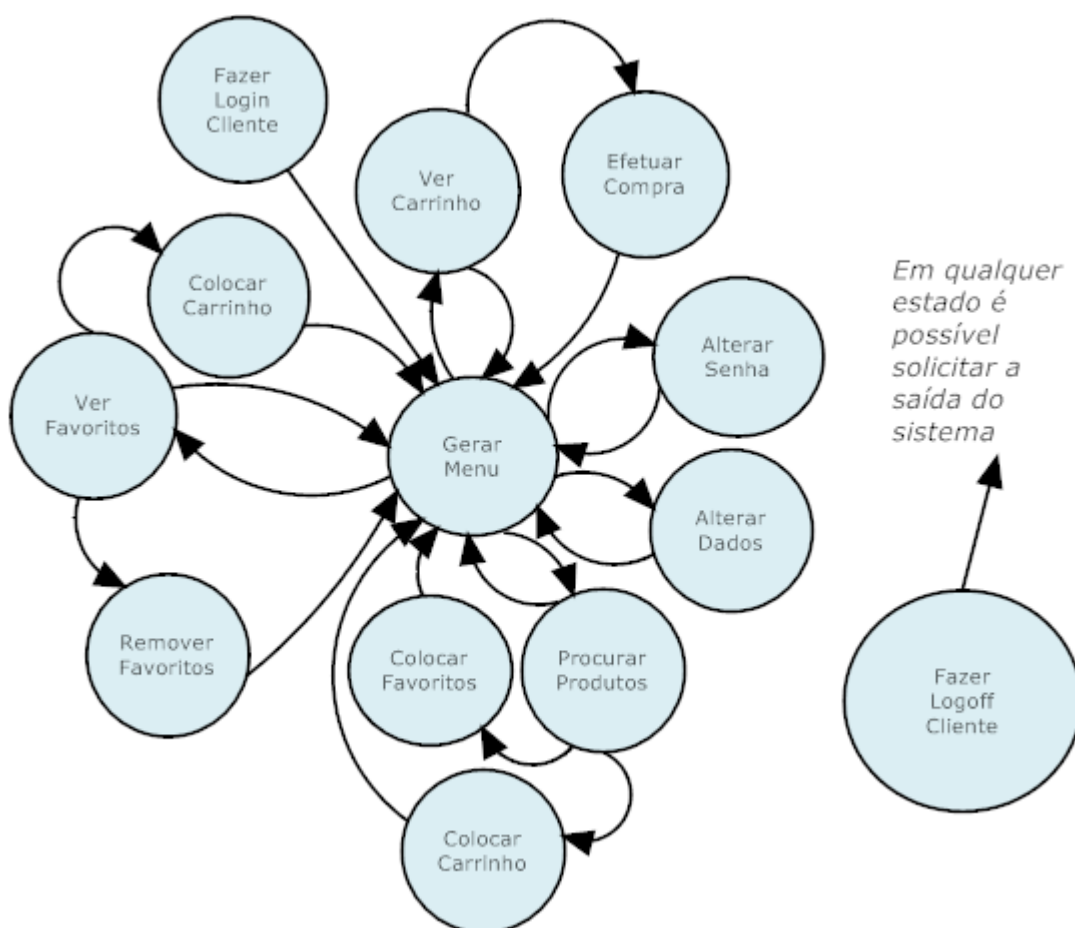 Fazer
Login
Cliente
Ver
Carrinho
Efetuar
Compra
Colocar
Carrinho
Ver
Favoritos
Gerar
Menu
Alterar
Senha
Alterar
Dados
Remover
Favoritos
Colocar
Favoritos
Procurar
Produtos
Colocar
Carrinho
Em qualquer
estado é
possível
solicitar a
saída do
sistema
Fazer
Logoff
Cliente